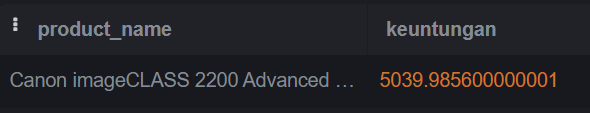 product_name keuntungan
Canon imageCLASS 2200 Advanced … 5039.985600000001